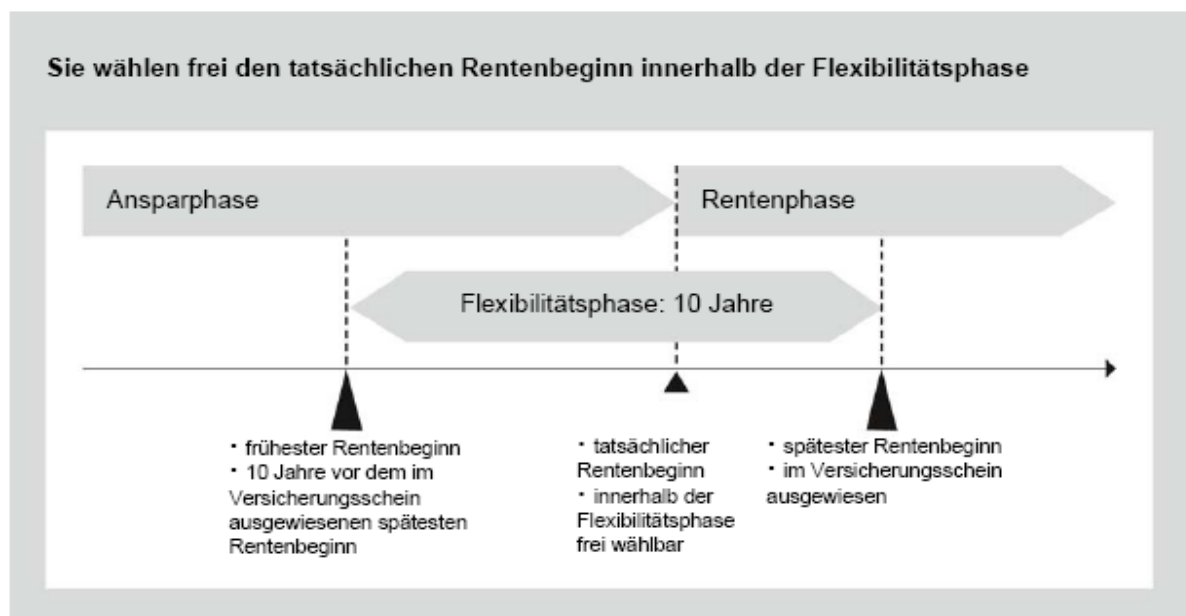 Sie wählen frei den tatsächlichen Rentenbeginn innerhalb der Flexibilitätsphase
Ansparphase
Rentenphase
Flexibilitätsphase: 10 Jahre
· frühester Rentenbeginn
· 10 Jahre vor dem im
Versicherungsschein
ausgewiesenen spätesten
Rentenbeginn
· tatsächlicher
Rentenbeginn
· innerhalb der
Flexibilitätsphase
frei wählbar
· spätester Rentenbeginn
· im Versicherungsschein
ausgewiesen